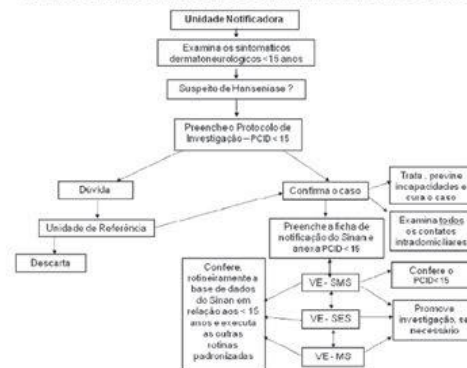 Unidade Notificadora
Examina os sintomáticos
dermatoneurológicos <15 anos
Suspeito de Hanseníase ?
Preenche o Protocolo de
Investigação – PCID < 15
Dúvida
Confirma o caso
Trata , previne
incapacidades e
cura o caso
Unidade de Referência
Examina todos
os contatos
intradomiciliares
Preenche a ficha de
notificação do Sinan e
anexa PCID < 15
Descarta
Confere,
rotineiramente a
base de dados
do Sinan em
relação aos < 15
anos e executa
as outras
rotinas
padronizadas
VE - SMS
VE - SES
VE - MS
Confere o
PCID<15
Promove
investigação, se
necessário